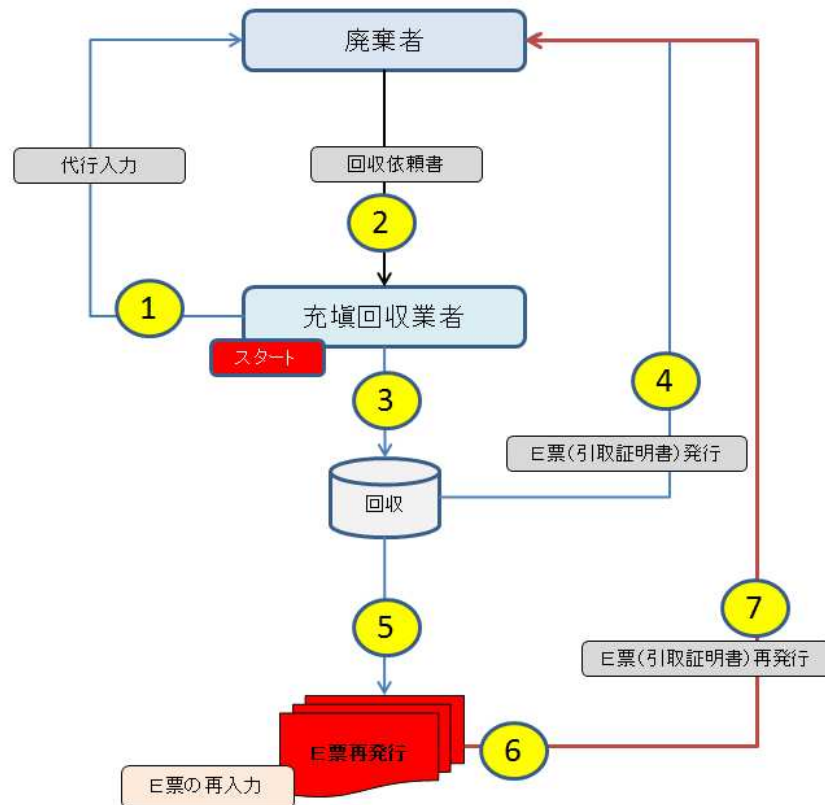 廃棄者
代行入力
回収依頼書
2
1
充塡回収業者
スタート
3
4
E票(引取証明書)発行
回収
5
7
E票(引取証明書)再発行
E票再発行
6
E票の再入力